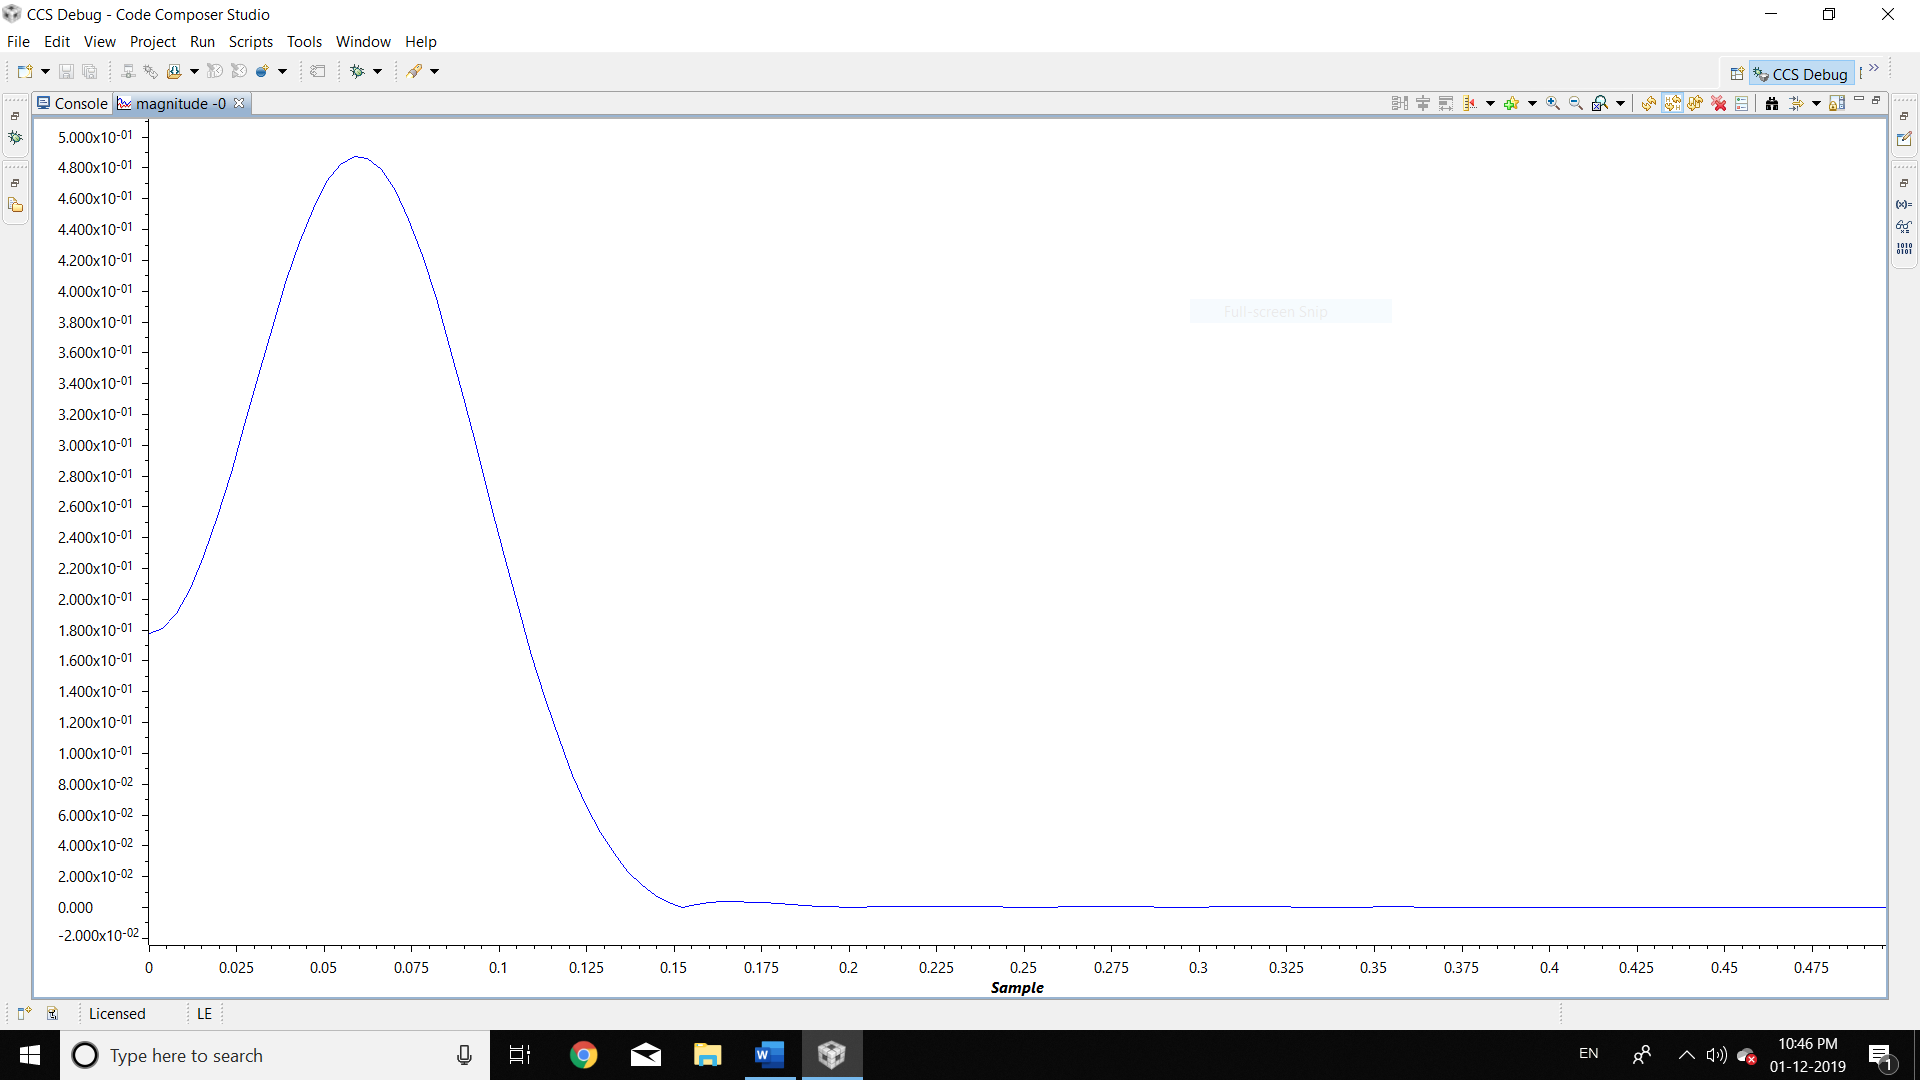 CCS Debug - Code Composer Studio
File Edit View Project Run Scripts Tools Window Help
CCS Debug
Console magnitude -0
5.000x10-01
4.800x10-01
4.600x10-01
4.400x10-01
4.200x10-01
4.000x10-01
3.800x10-01
3.600x10-01
3.400x10-01
3.200x10-01
3.000x10-01
2.800x10-01
2.600x10-01
2.400x10-01
2.200x10-01
2.000x10-01
1.800x10-01
1.600x10-01
1.400x10-01
1.200x10-01
1.000x10-01
8.000x10-02
6.000x10-02
4.000x10-02
2.000x10-02
0.000
-2.000x10-02
Full-screen Snip
0 0.025 0.05 0.075 0.1 0.125 0.15 0.175 0.2 0.225 0.25 0.275 0.3 0.325 0.35 0.375 0.4 0.425 0.45 0.475
Sample
(x)=
1010
0101
Licensed LE
Type here to search
EN
10:46 PM
01-12-2019
1